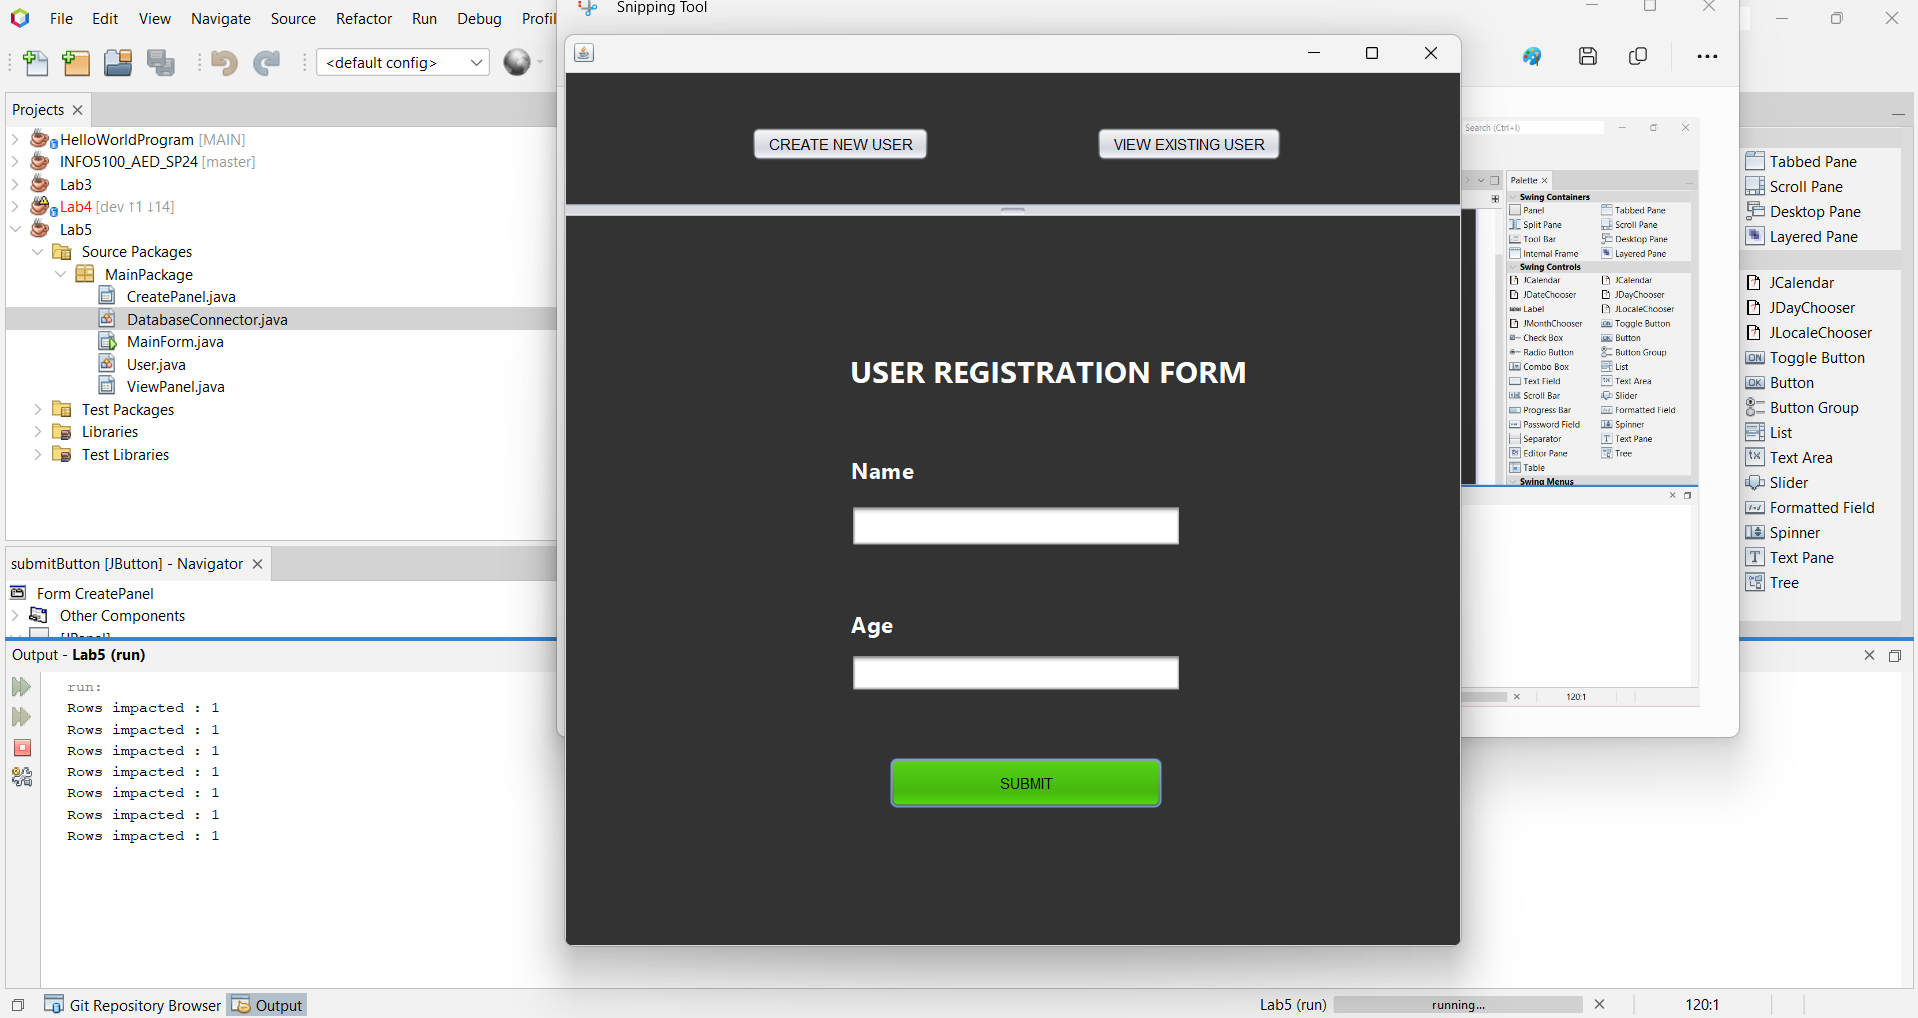 File Edit View Navigate Source Refactor Run Debug Profil
Snipping Tool
<default config>
Projects
HelloWorldProgram [MAIN]
INFO5100_AED_SP24 [master]
Lab3
Lab4 [dev ↑1 ↓14]
Lab5
Source Packages
MainPackage
CreatePanel.java
DatabaseConnector.java
MainForm.java
User.java
ViewPanel.java
Test Packages
Libraries
Test Libraries
submitButton [JButton] - Navigator
Form CreatePanel
Other Components
[JPanel]
Output - Lab5 (run)
run:
Rows impacted : 1
Rows impacted : 1
Rows impacted : 1
Rows impacted : 1
Rows impacted : 1
Rows impacted : 1
Rows impacted : 1
CREATE NEW USER VIEW EXISTING USER
USER REGISTRATION FORM
Name
Age
SUBMIT
Search (Ctrl+I)
Palette
Swing Containers
Panel Tabbed Pane
Split Pane Scroll Pane
Tool Bar Desktop Pane
Internal Frame Layered Pane
Swing Controls
JCalendar JCalendar
JDateChooser JDayChooser
Label JLocaleChooser
JMonthChooser Toggle Button
Check Box Button
Radio Button Button Group
Combo Box List
Text Field Text Area
Scroll Bar Slider
Progress Bar Formatted Field
Password Field Spinner
Separator Text Pane
Editor Pane Tree
Table
Swing Menus
120:1
Tabbed Pane
Scroll Pane
Desktop Pane
Layered Pane
JCalendar
JDayChooser
JLocaleChooser
ON Toggle Button
OK Button
Button Group
List
Text Area
Slider
Formatted Field
Spinner
Text Pane
Tree
Git Repository Browser Output
Lab5 (run) running... 120:1